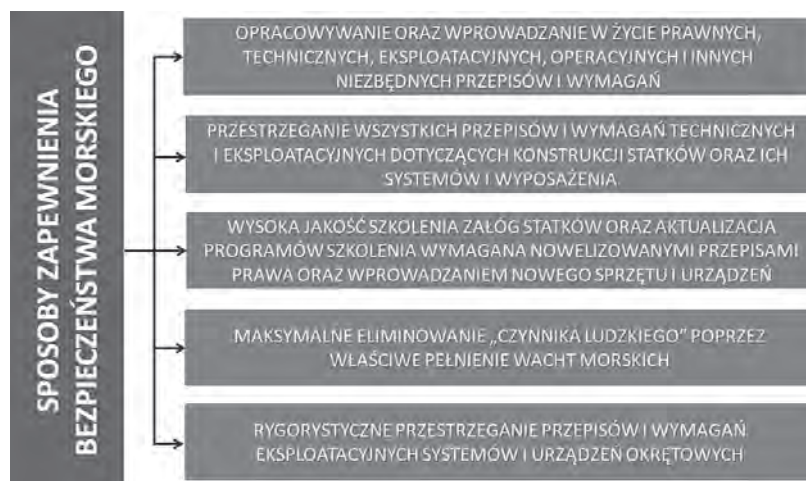 SPOSOBY ZAPEWNIENIA
BEZPIECZEŃSTWA MORSKIEGO
OPRACOWYWANIE ORAZ WPROWADZANIE W ŻYCIE PRAWNYCH,
TECHNICZNYCH, EKSPLOATACYJNYCH, OPERACYJNYCH I INNYCH
NIEZBĘDNYCH PRZEPISÓW I WYMAGAŃ
PRZESTRZEGANIE WSZYSTKICH PRZEPISÓW I WYMAGAŃ TECHNICZNYCH
I EKSPLOATACYJNYCH DOTYCZĄCYCH KONSTRUKCJI STATKÓW ORAZ ICH
SYSTEMÓW I WYPOSAŻENIA
WYSOKA JAKOŚĆ SZKOLENIA ZAŁÓG STATKÓW ORAZ AKTUALIZACJA
PROGRAMÓW SZKOLENIA WYMAGANA NOWELIZOWANYMI PRZEPISAMI
PRAWA ORAZ WPROWADZANIEM NOWEGO SPRZĘTU I URZĄDZEŃ
MAKSYMALNE ELIMINOWANIE „CZYNNIKA LUDZKIEGO” POPRZEZ
WŁAŚCIWE PEŁNIENIE WACHT MORSKICH
RYGORYSTYCZNE PRZESTRZEGANIE PRZEPISÓW I WYMAGAŃ
EKSPLOATACYJNYCH SYSTEMÓW I URZĄDZEŃ OKRĘTOWYCH